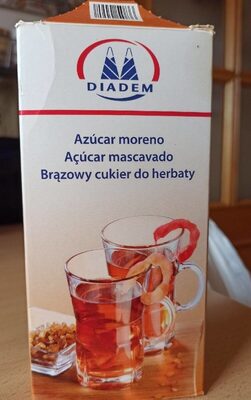 DIADEM
Azúcar moreno
Açúcar mascavado
Brązowy cukier do herbaty